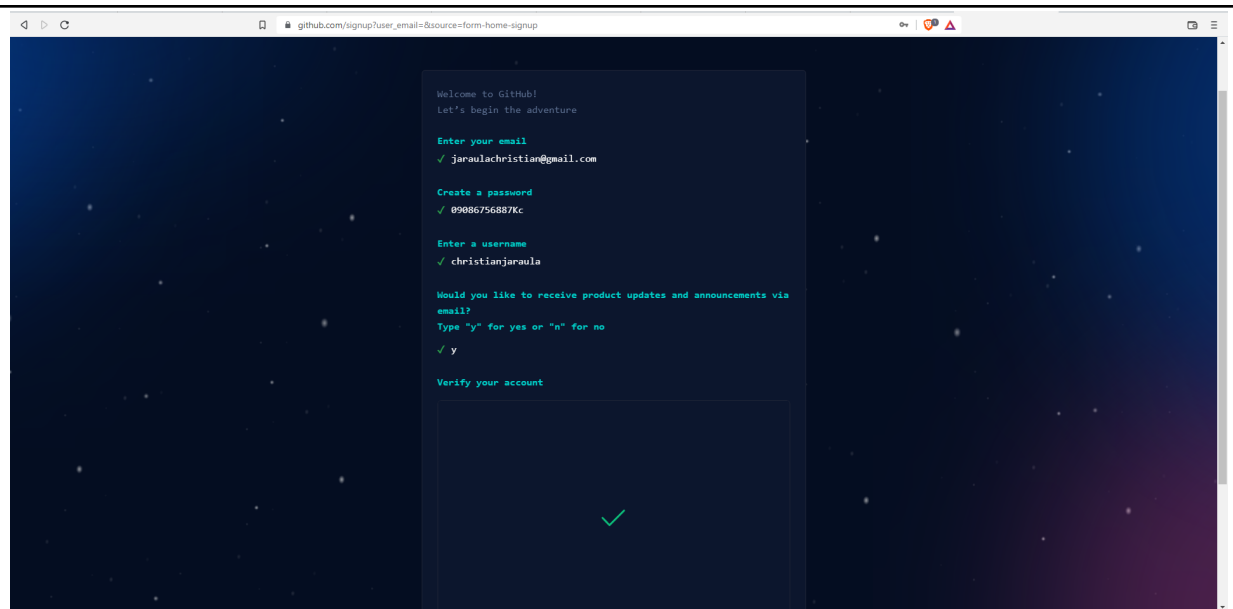 github.com/signup?user_email=&source=form-home-signup
Welcome to GitHub!
Let's begin the adventure
Enter your email
✓ jaraulachristian@gmail.com
Create a password
✓ 09086756887Kc
Enter a username
✓ christianjaraula
Would you like to receive product updates and announcements via
email?
Type "y" for yes or "n" for no
✓ y
Verify your account